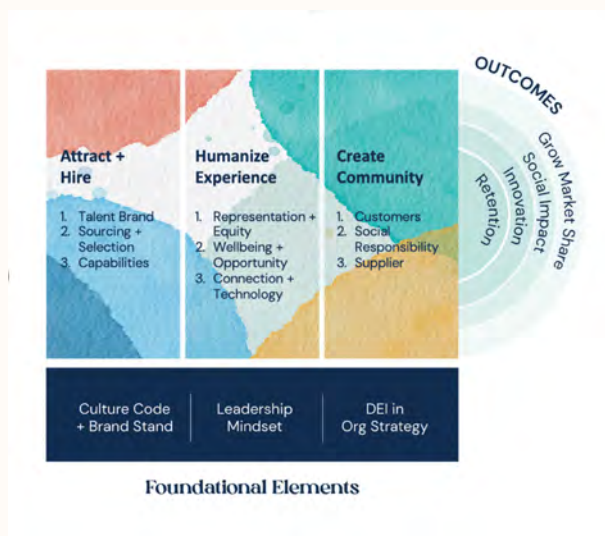 OUTCOMES
Grow Market Share
Social Impact
Innovation
Retention
Attract +
Hire
1. Talent Brand
2. Sourcing +
Selection
3. Capabilities
Humanize
Experience
1. Representation +
Equity
2. Wellbeing +
Opportunity
3. Connection +
Technology
Create
Community
1. Customers
2. Social
Responsibility
3. Supplier
Culture Code
+ Brand Stand
Leadership
Mindset
DEI in
Org Strategy
Foundational Elements